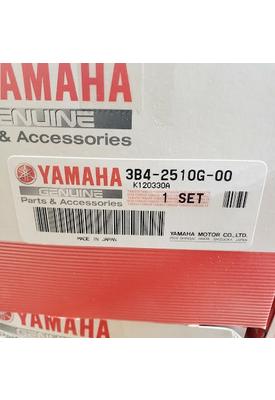 YAMAHA
GENUINE
Parts & Accessories
YAMAHA
GENUINE
Parts & Accessories
3B4-2510G-00
K120330A
1 SET
MADE IN JAPAN
YAMAHA MOTOR CO., LTD.
YAMAHA